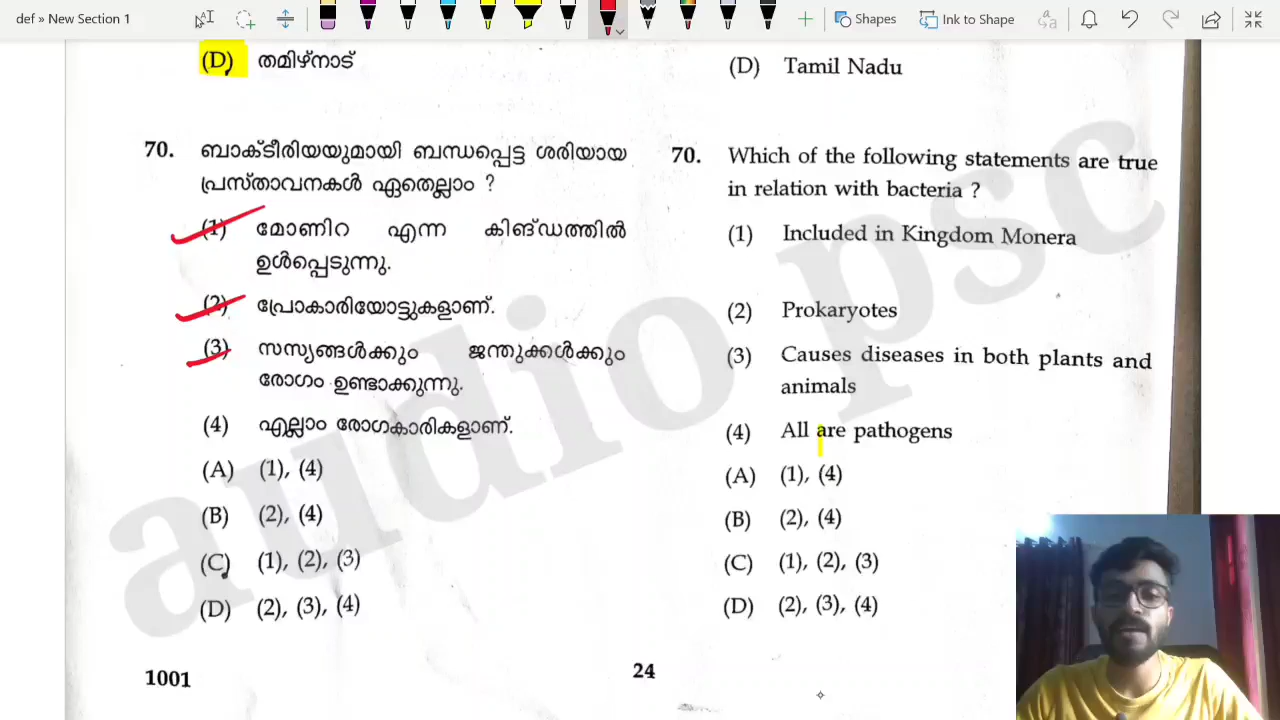 def » New Section 1
Shapes
Ink to Shape
(D) തമിഴ്നാട്
70. ബാക്ടീരിയയുമായി ബന്ധപ്പെട്ട ശരിയായ
പ്രസ്താവനകൾ ഏതെല്ലാം ?
(1) മോണിറ എന്ന കിങ്ഡത്തിൽ
ഉൾപ്പെടുന്നു.
(2) പ്രോകാരിയോട്ടുകളാണ്.
(3) സസ്യങ്ങൾക്കും ജന്തുക്കൾക്കും
രോഗം ഉണ്ടാക്കുന്നു.
(4) എല്ലാം രോഗകാരികളാണ്.
(A) (1), (4)
(B) (2), (4)
(C) (1), (2), (3)
(D) (2), (3), (4)
(D) Tamil Nadu
70. Which of the following statements are true
in relation with bacteria ?
(1) Included in Kingdom Monera
(2) Prokaryotes
(3) Causes diseases in both plants and
animals
(4) All are pathogens
(A) (1), (4)
(B) (2), (4)
(C) (1), (2), (3)
(D) (2), (3), (4)
1001
24
audio psc